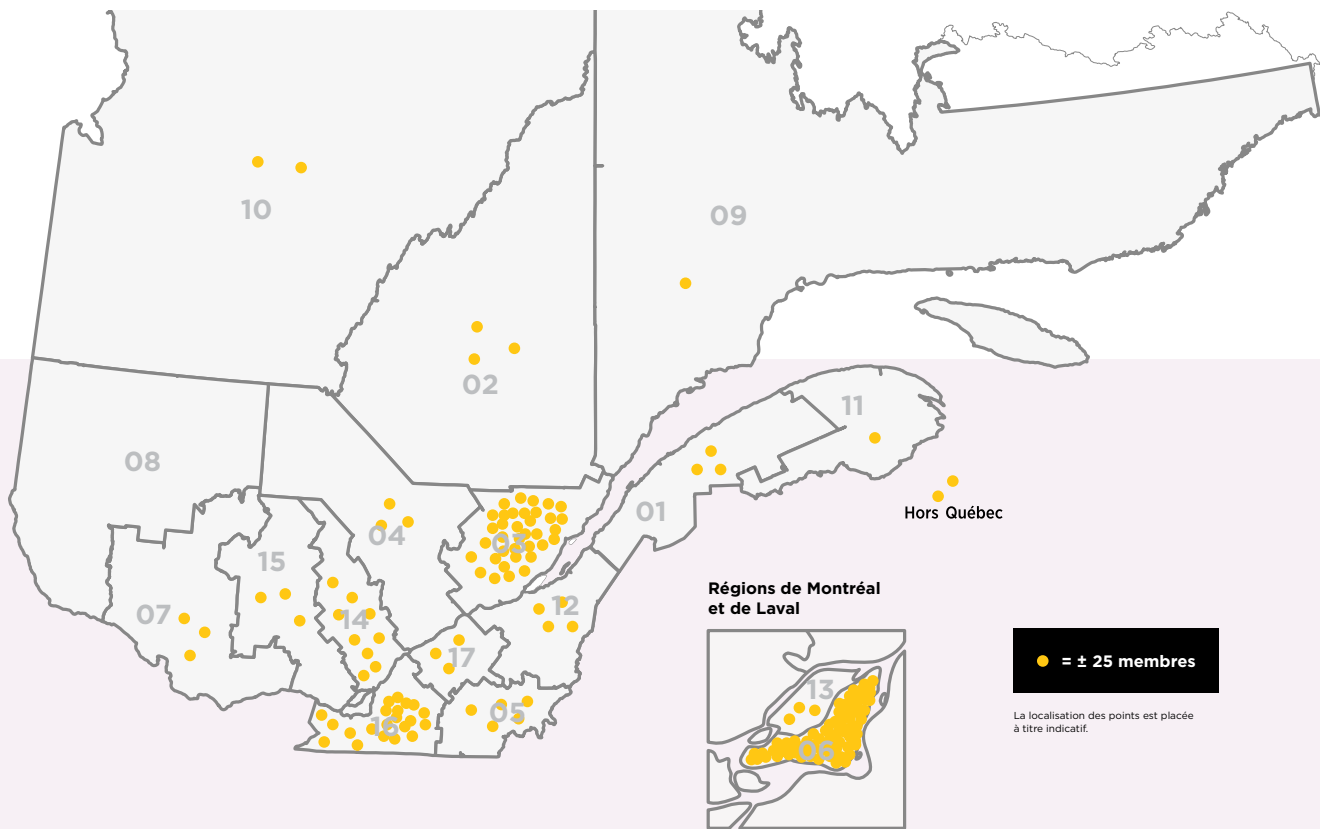 10
09
02
11
08
01
Hors Québec
04
03
15
Régions de Montréal
et de Laval
12
07
14
17
= ± 25 membres
13
05
16
La localisation des points est placée
à titre indicatif.
06